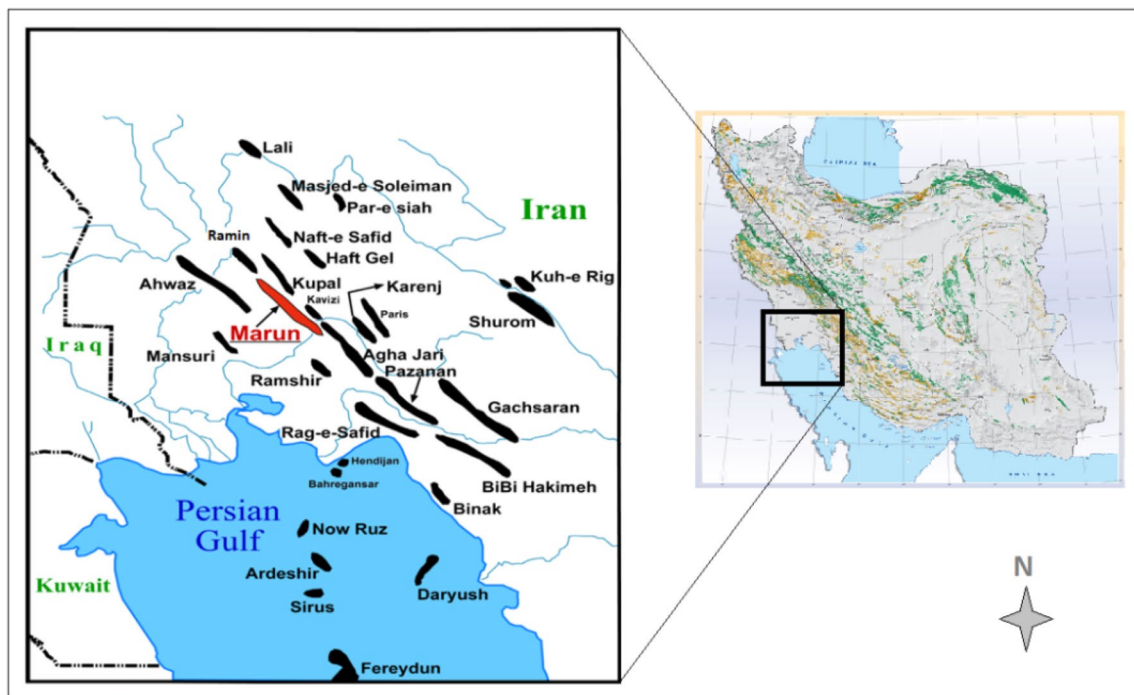 Lali
Masjed-e Soleiman
Par-e siah
Iran
Ramin
Naft-e Safid
Haft Gel
Ahwaz
Kupal
Karenj
Kuh-e Rig
Kavizi
Paris
Shurom
Marun
Iraq
Mansuri
Agha Jari
Pazanan
Ramshir
Gachsaran
Rag-e-Safid
Hendijan
Bahregansar
BiBi Hakimeh
Binak
Persian
Gulf
Now Ruz
Ardeshir
Daryush
Kuwait
Sirus
Fereydun
N